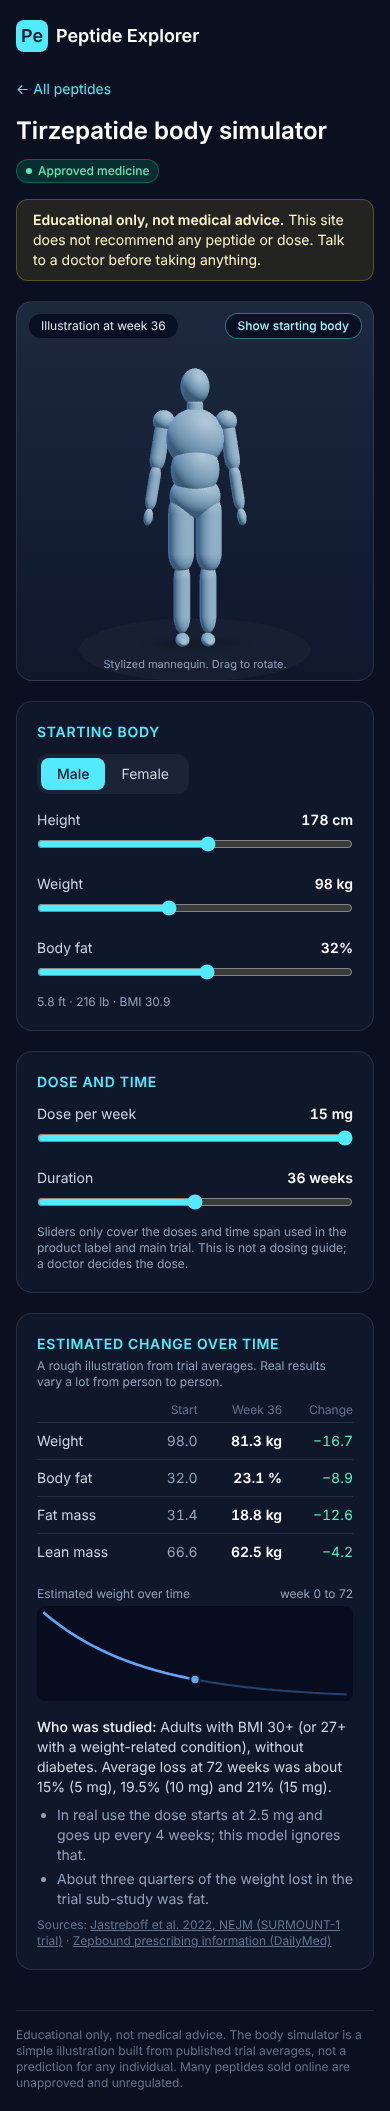 Pe Peptide Explorer
← All peptides
Tirzepatide body simulator
Approved medicine
Educational only, not medical advice. This site
does not recommend any peptide or dose. Talk
to a doctor before taking anything.
Illustration at week 36
Show starting body
Stylized mannequin. Drag to rotate.
STARTING BODY
Male Female
Height 178 cm
Weight 98 kg
Body fat 32%
5.8 ft · 216 lb · BMI 30.9
DOSE AND TIME
Dose per week 15 mg
Duration 36 weeks
Sliders only cover the doses and time span used in the
product label and main trial. This is not a dosing guide;
a doctor decides the dose.
ESTIMATED CHANGE OVER TIME
A rough illustration from trial averages. Real results
vary a lot from person to person.
Start Week 36 Change
Weight 98.0 81.3 kg −16.7
Body fat 32.0 23.1 % −8.9
Fat mass 31.4 18.8 kg −12.6
Lean mass 66.6 62.5 kg −4.2
Estimated weight over time week 0 to 72
Who was studied: Adults with BMI 30+ (or 27+
with a weight-related condition), without
diabetes. Average loss at 72 weeks was about
15% (5 mg), 19.5% (10 mg) and 21% (15 mg).
• In real use the dose starts at 2.5 mg and
goes up every 4 weeks; this model ignores
that.
• About three quarters of the weight lost in the
trial sub-study was fat.
Sources: Jastreboff et al. 2022, NEJM (SURMOUNT-1
trial) · Zepbound prescribing information (DailyMed)
Educational only, not medical advice. The body simulator is a
simple illustration built from published trial averages, not a
prediction for any individual. Many peptides sold online are
unapproved and unregulated.